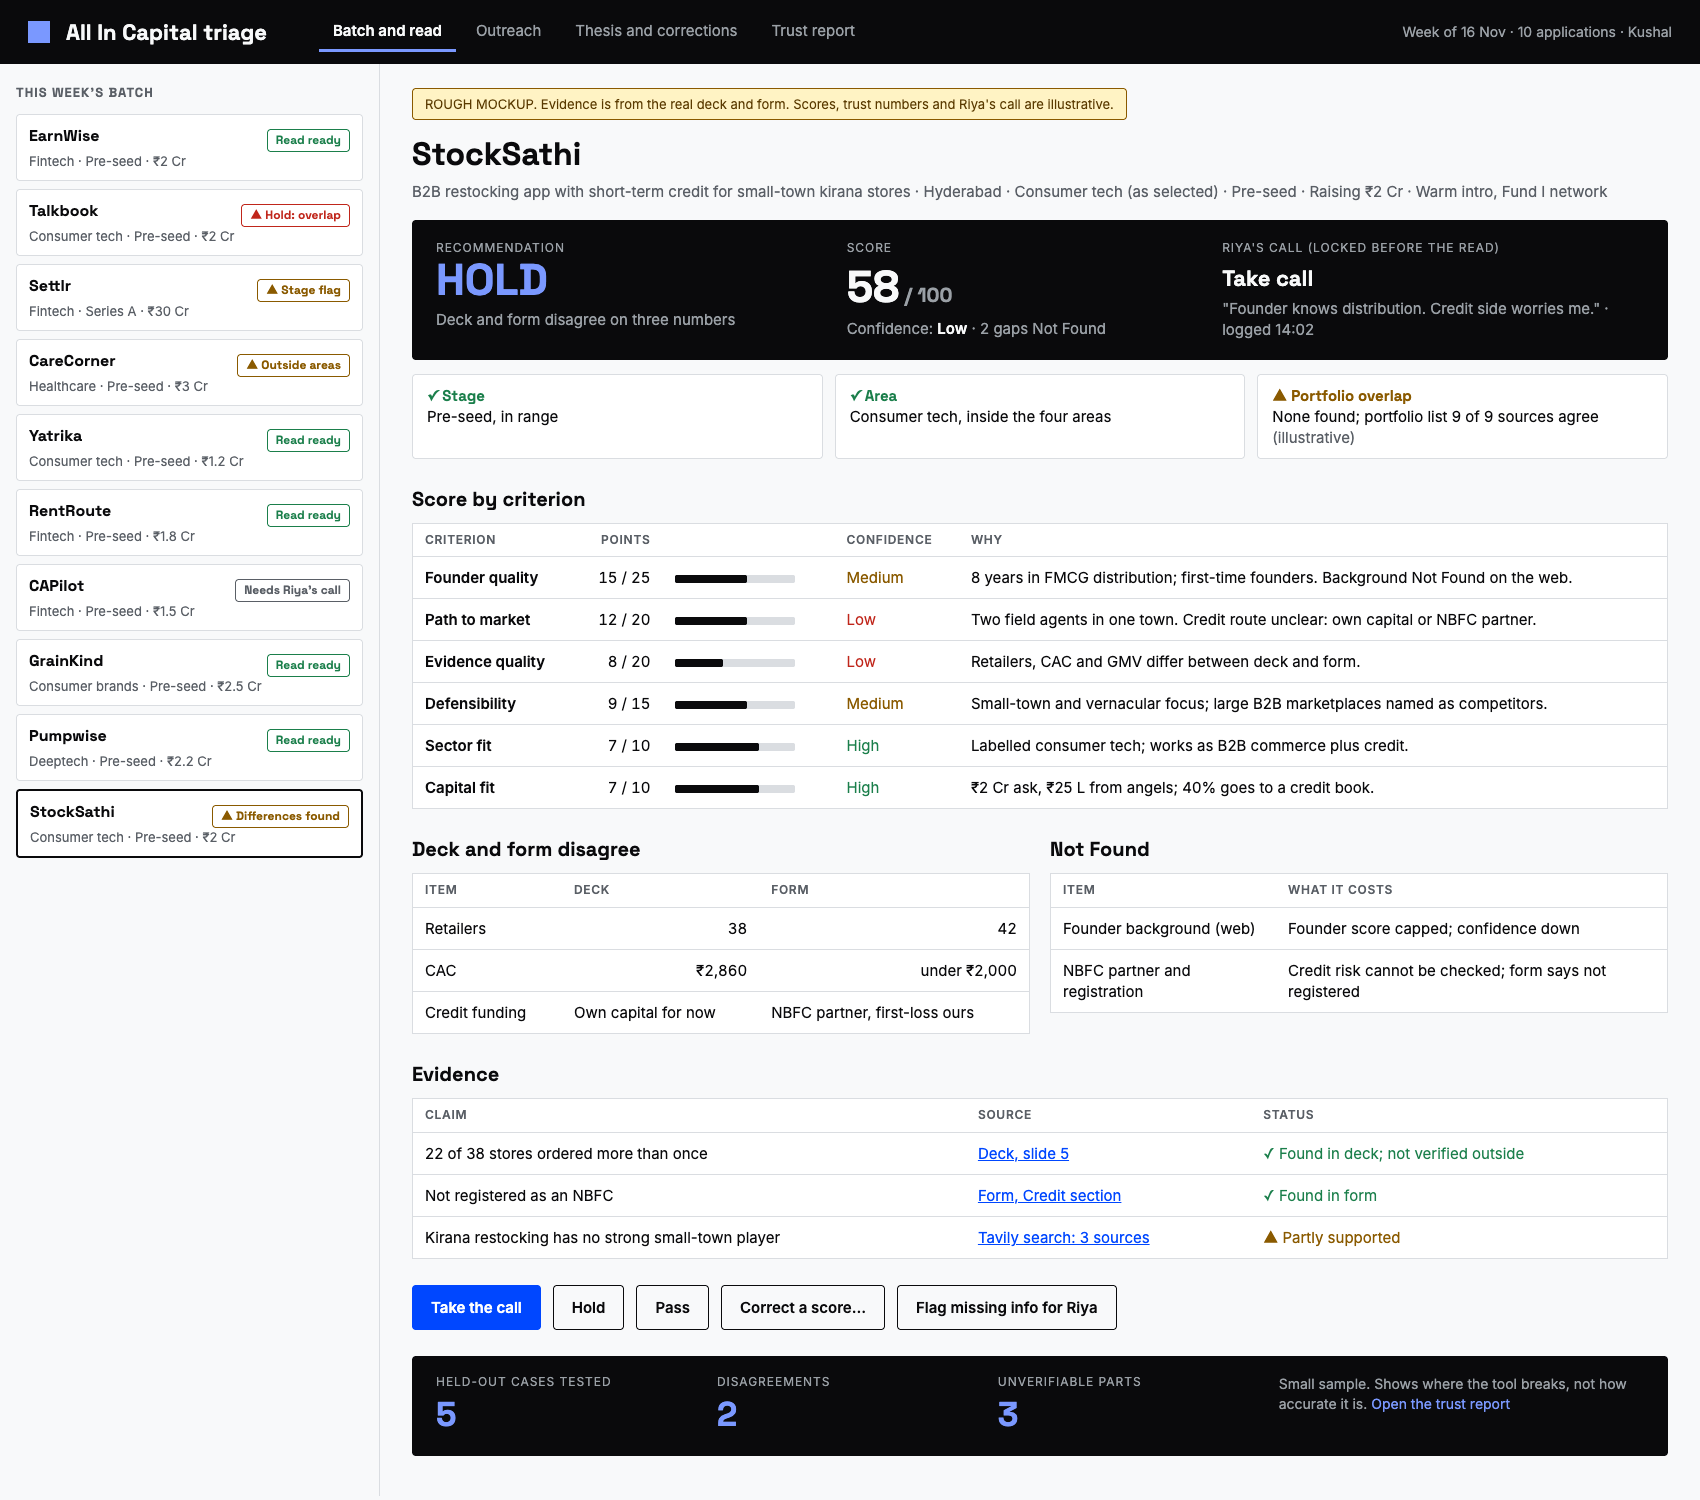 All In Capital triage
Batch and read
Outreach
Thesis and corrections
Trust report
Week of 16 Nov · 10 applications · Kushal
THIS WEEK'S BATCH
EarnWise
Read ready
Fintech · Pre-seed · ₹2 Cr
Talkbook
▲ Hold: overlap
Consumer tech · Pre-seed · ₹2 Cr
Settlr
▲ Stage flag
Fintech · Series A · ₹30 Cr
CareCorner
▲ Outside areas
Healthcare · Pre-seed · ₹3 Cr
Yatrika
Read ready
Consumer tech · Pre-seed · ₹1.2 Cr
RentRoute
Read ready
Fintech · Pre-seed · ₹1.8 Cr
CAPilot
Needs Riya's call
Fintech · Pre-seed · ₹1.5 Cr
GrainKind
Read ready
Consumer brands · Pre-seed · ₹2.5 Cr
Pumpwise
Read ready
Deeptech · Pre-seed · ₹2.2 Cr
StockSathi
▲ Differences found
Consumer tech · Pre-seed · ₹2 Cr
ROUGH MOCKUP. Evidence is from the real deck and form. Scores, trust numbers and Riya's call are illustrative.
StockSathi
B2B restocking app with short-term credit for small-town kirana stores · Hyderabad · Consumer tech (as selected) · Pre-seed · Raising ₹2 Cr · Warm intro, Fund I network
RECOMMENDATION
HOLD
Deck and form disagree on three numbers
SCORE
58 / 100
Confidence: Low · 2 gaps Not Found
RIYA'S CALL (LOCKED BEFORE THE READ)
Take call
"Founder knows distribution. Credit side worries me." ·
logged 14:02
✓ Stage
Pre-seed, in range
✓ Area
Consumer tech, inside the four areas
▲ Portfolio overlap
None found; portfolio list 9 of 9 sources agree
(illustrative)
Score by criterion
CRITERION POINTS CONFIDENCE WHY
Founder quality 15 / 25 Medium 8 years in FMCG distribution; first-time founders. Background Not Found on the web.
Path to market 12 / 20 Low Two field agents in one town. Credit route unclear: own capital or NBFC partner.
Evidence quality 8 / 20 Low Retailers, CAC and GMV differ between deck and form.
Defensibility 9 / 15 Medium Small-town and vernacular focus; large B2B marketplaces named as competitors.
Sector fit 7 / 10 High Labelled consumer tech; works as B2B commerce plus credit.
Capital fit 7 / 10 High ₹2 Cr ask, ₹25 L from angels; 40% goes to a credit book.
Deck and form disagree
ITEM DECK FORM
Retailers 38 42
CAC ₹2,860 under ₹2,000
Credit funding Own capital for now NBFC partner, first-loss ours
Not Found
ITEM WHAT IT COSTS
Founder background (web) Founder score capped; confidence down
NBFC partner and
registration
Credit risk cannot be checked; form says not
registered
Evidence
CLAIM SOURCE STATUS
22 of 38 stores ordered more than once Deck, slide 5 ✓ Found in deck; not verified outside
Not registered as an NBFC Form, Credit section ✓ Found in form
Kirana restocking has no strong small-town player Tavily search: 3 sources ▲ Partly supported
Take the call
Hold
Pass
Correct a score...
Flag missing info for Riya
HELD-OUT CASES TESTED
5
DISAGREEMENTS
2
UNVERIFIABLE PARTS
3
Small sample. Shows where the tool breaks, not how
accurate it is. Open the trust report